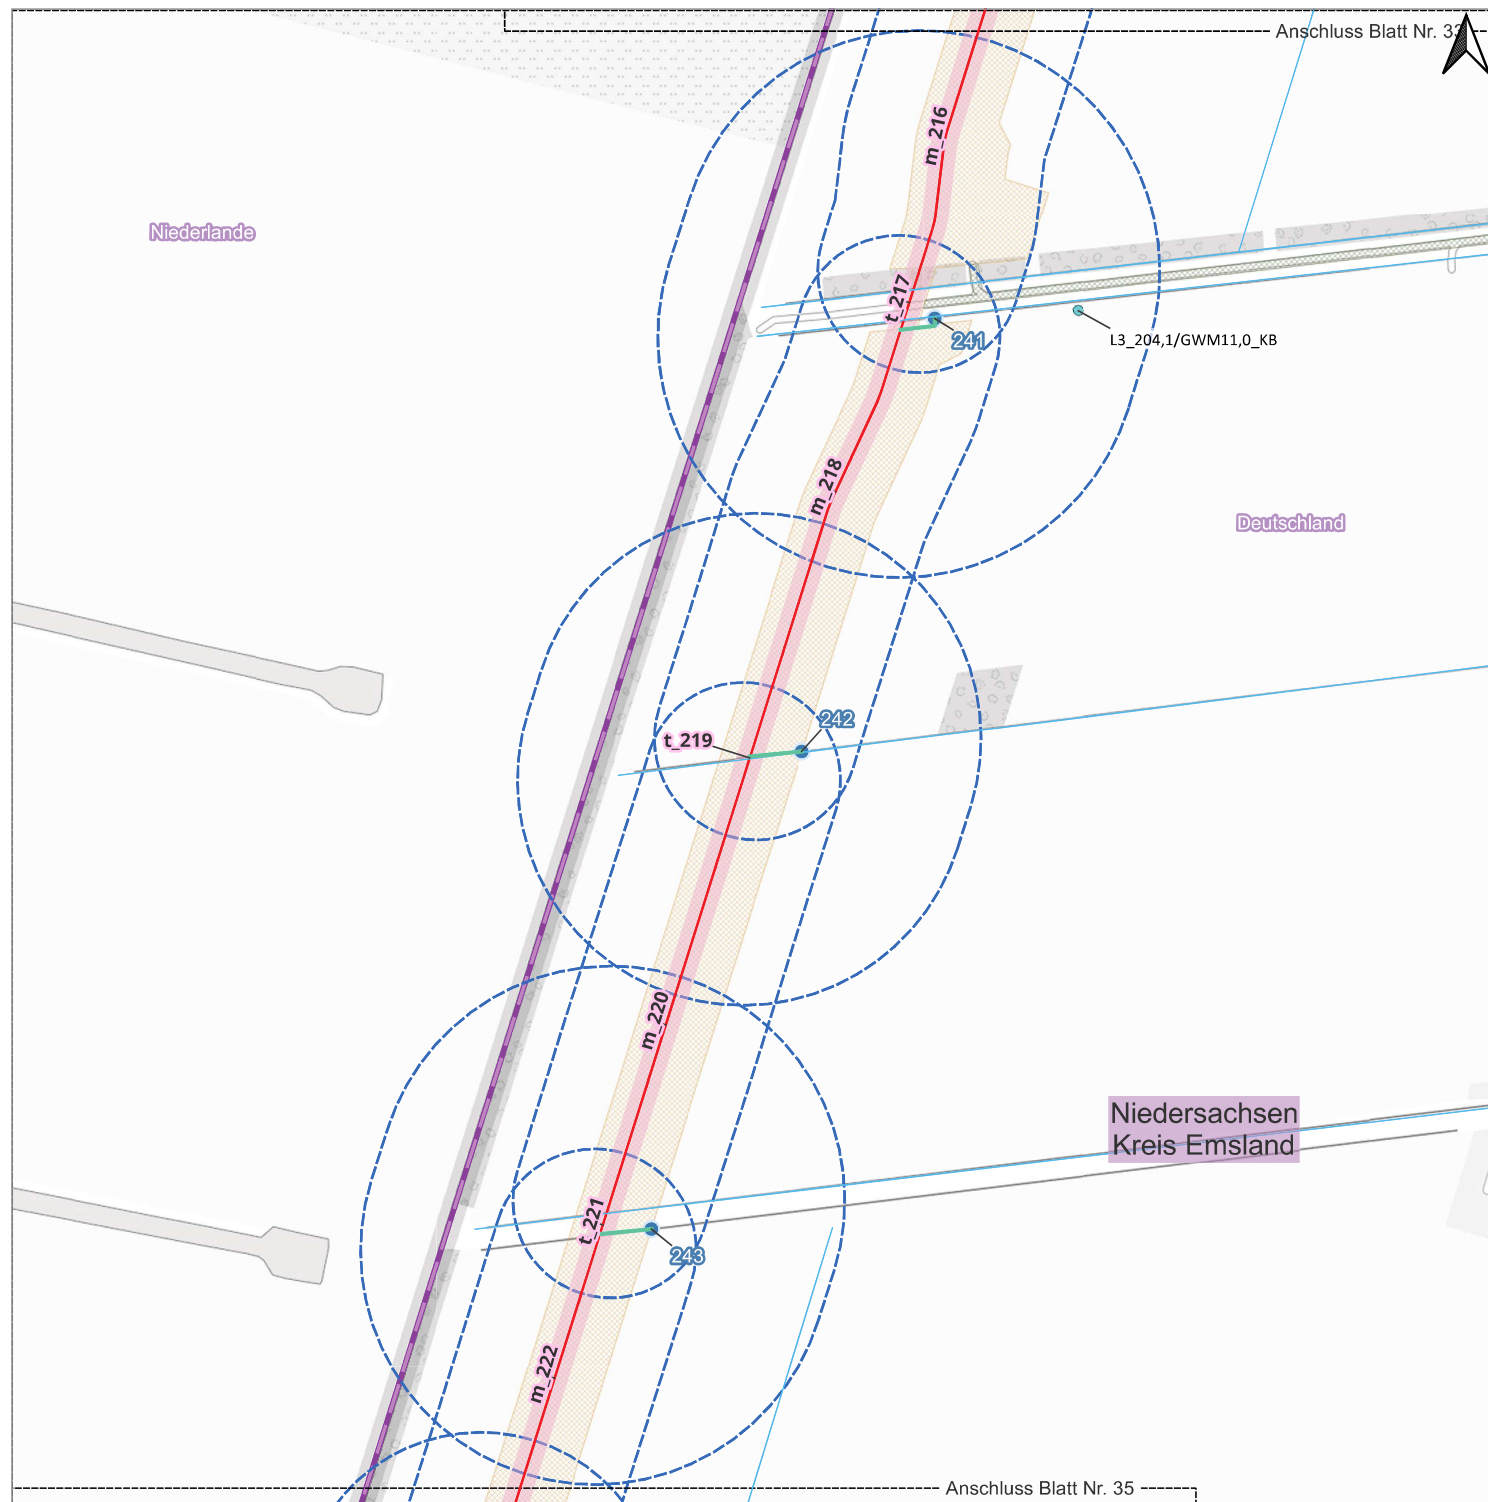 Anschluss Blatt Nr. 33
m_216
Niederlande
t_217
241
L3_204,1/GWM11,0_KB
m_218
Deutschland
242
t_219
m_220
Niedersachsen
Kreis Emsland
t_221
243
m_222
Anschluss Blatt Nr. 35